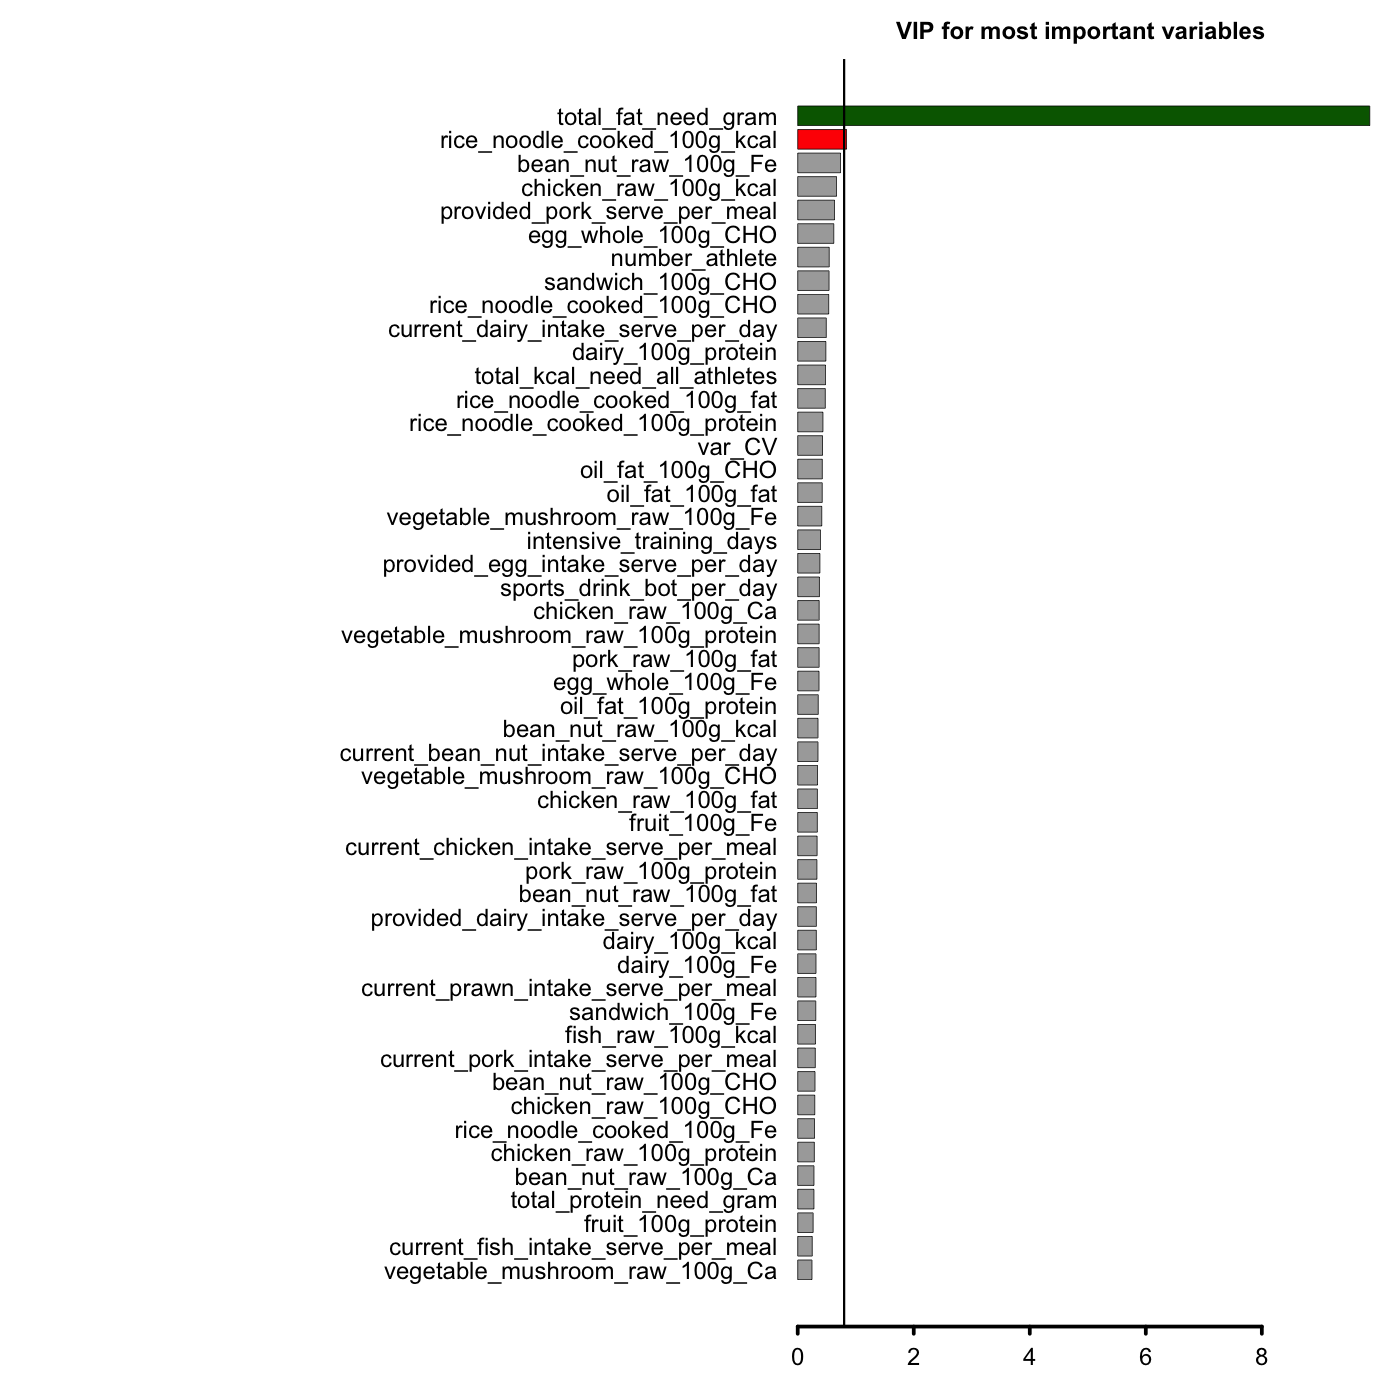 VIP for most important variables
total_fat_need_gram
rice_noodle_cooked_100g_kcal
bean_nut_raw_100g_Fe
chicken_raw_100g_kcal
provided_pork_serve_per_meal
egg_whole_100g_CHO
number_athlete
sandwich_100g_CHO
rice_noodle_cooked_100g_CHO
current_dairy_intake_serve_per_day
dairy_100g_protein
total_kcal_need_all_athletes
rice_noodle_cooked_100g_fat
rice_noodle_cooked_100g_protein
var_CV
oil_fat_100g_CHO
oil_fat_100g_fat
vegetable_mushroom_raw_100g_Fe
intensive_training_days
provided_egg_intake_serve_per_day
sports_drink_bot_per_day
chicken_raw_100g_Ca
vegetable_mushroom_raw_100g_protein
pork_raw_100g_fat
egg_whole_100g_Fe
oil_fat_100g_protein
bean_nut_raw_100g_kcal
current_bean_nut_intake_serve_per_day
vegetable_mushroom_raw_100g_CHO
chicken_raw_100g_fat
fruit_100g_Fe
current_chicken_intake_serve_per_meal
pork_raw_100g_protein
bean_nut_raw_100g_fat
provided_dairy_intake_serve_per_day
dairy_100g_kcal
dairy_100g_Fe
current_prawn_intake_serve_per_meal
sandwich_100g_Fe
fish_raw_100g_kcal
current_pork_intake_serve_per_meal
bean_nut_raw_100g_CHO
chicken_raw_100g_CHO
rice_noodle_cooked_100g_Fe
chicken_raw_100g_protein
bean_nut_raw_100g_Ca
total_protein_need_gram
fruit_100g_protein
current_fish_intake_serve_per_meal
vegetable_mushroom_raw_100g_Ca
0 2 4 6 8